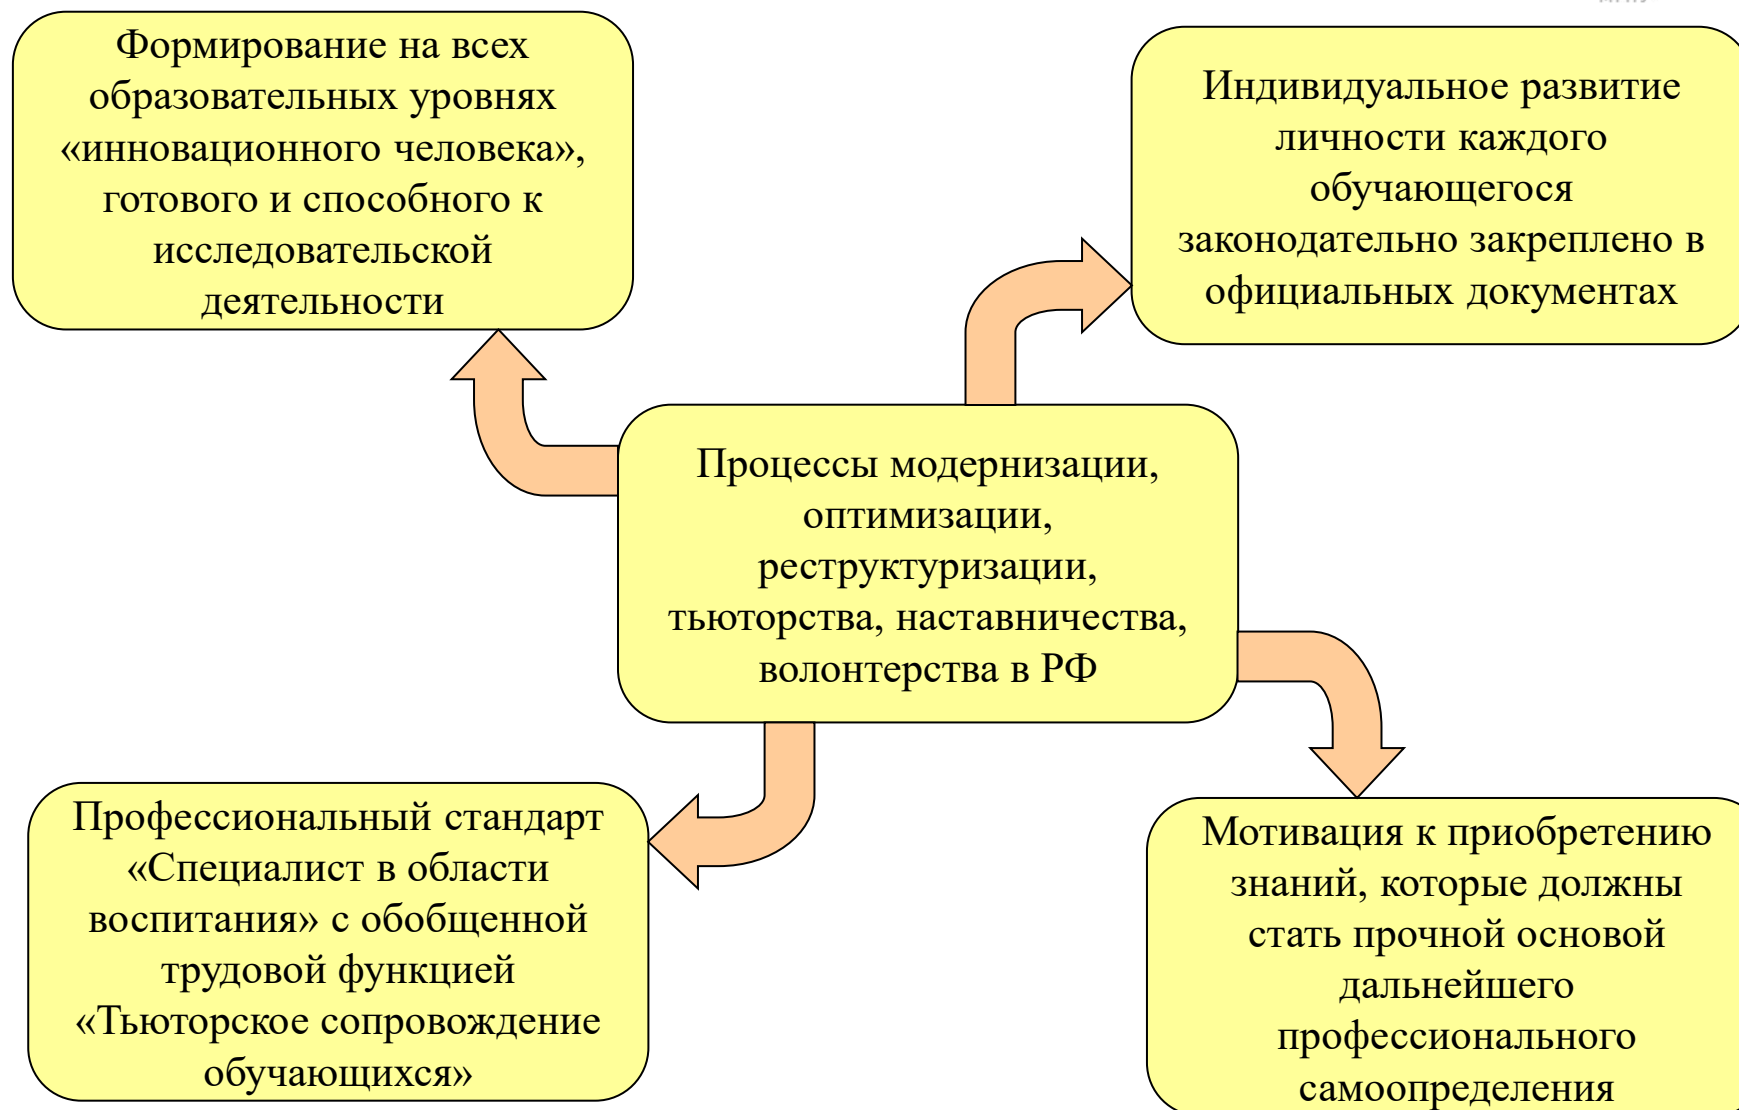 Формирование на всех
образовательных уровнях
«инновационного человека»,
готового и способного к
исследовательской
деятельности
Индивидуальное развитие
личности каждого
обучающегося
законодательно закреплено в
официальных документах
Процессы модернизации,
оптимизации,
реструктуризации,
тьюторства, наставничества,
волонтерства в РФ
Профессиональный стандарт
«Специалист в области
воспитания» с обобщенной
трудовой функцией
«Тьюторское сопровождение
обучающихся»
Мотивация к приобретению
знаний, которые должны
стать прочной основой
дальнейшего
профессионального
самоопределения